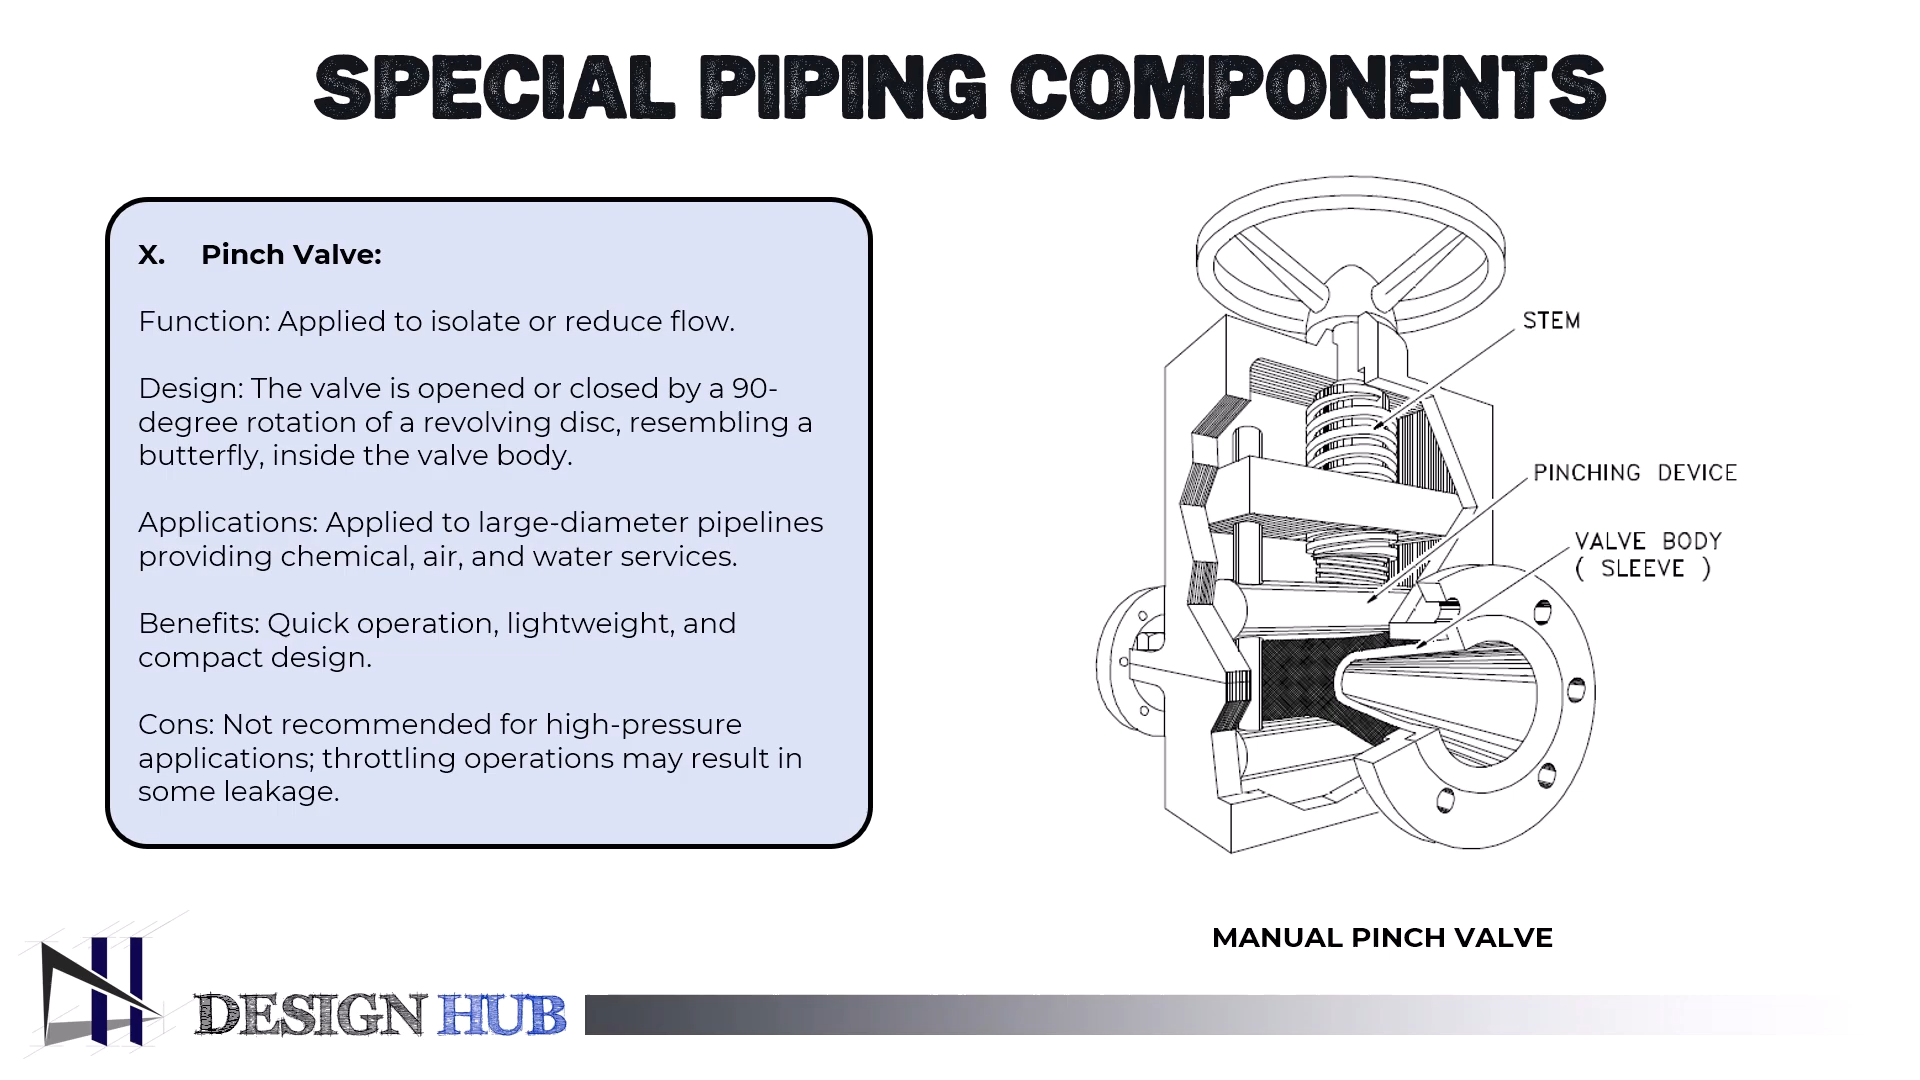 SPECIAL PIPING COMPONENTS
X. Pinch Valve:
Function: Applied to isolate or reduce flow.
Design: The valve is opened or closed by a 90-
degree rotation of a revolving disc, resembling a
butterfly, inside the valve body.
Applications: Applied to large-diameter pipelines
providing chemical, air, and water services.
Benefits: Quick operation, lightweight, and
compact design.
Cons: Not recommended for high-pressure
applications; throttling operations may result in
some leakage.
STEM
PINCHING DEVICE
VALVE BODY
( SLEEVE )
MANUAL PINCH VALVE
DESIGN HUB